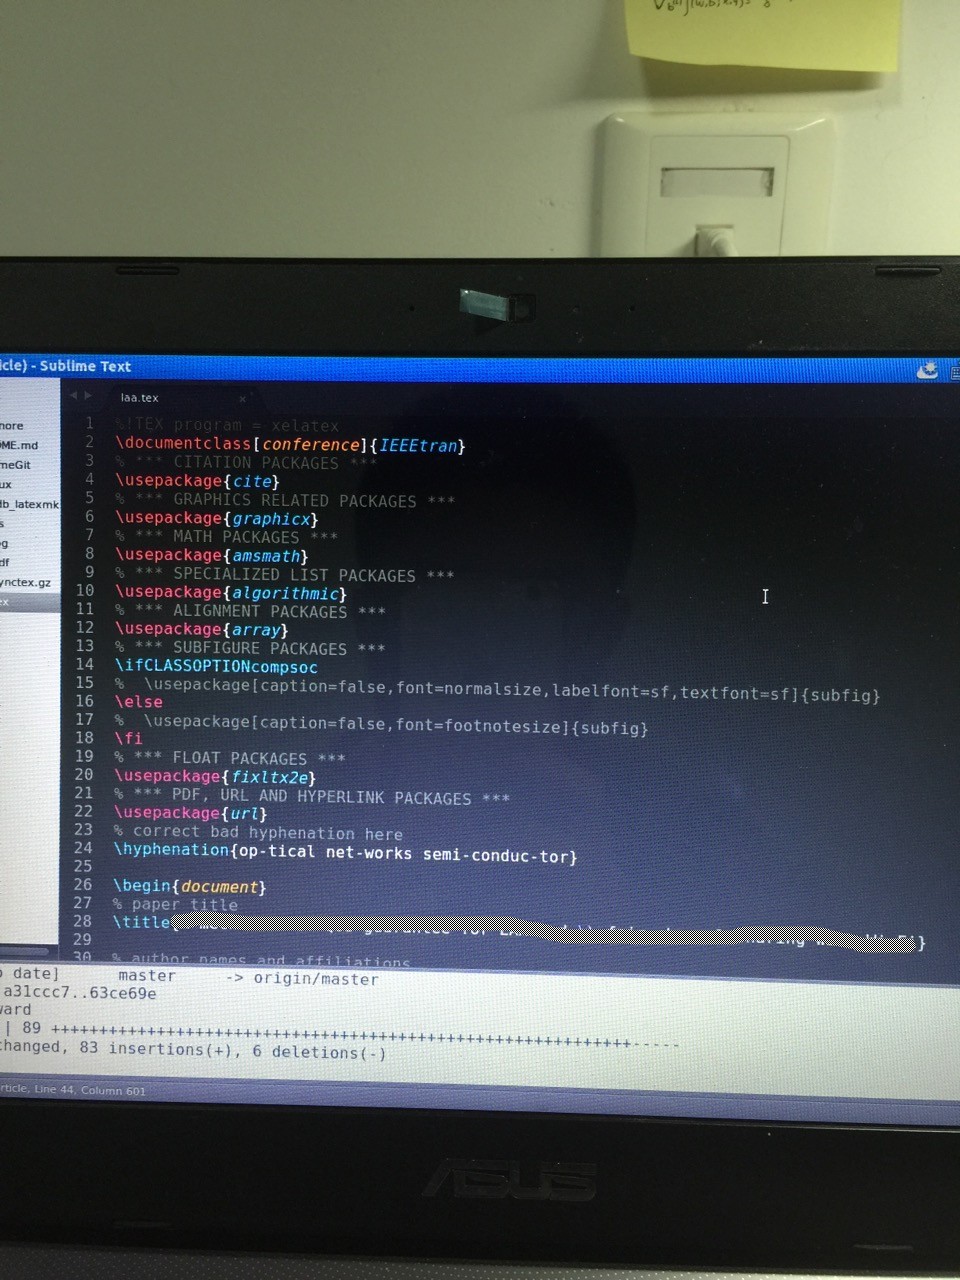 icle) - Sublime Text
laa.tex ×
nore
OME.md
meGit
ux
db_latexmk
s
g
df
ynctex.gz
ex
1 %!TEX program = xelatex
2 \documentclass[conference]{IEEEtran}
3 % *** CITATION PACKAGES ***
4 \usepackage{cite}
5 % *** GRAPHICS RELATED PACKAGES ***
6 \usepackage{graphicx}
7 % *** MATH PACKAGES ***
8 \usepackage{amsmath}
9 % *** SPECIALIZED LIST PACKAGES ***
10 \usepackage{algorithmic}
11 % *** ALIGNMENT PACKAGES ***
12 \usepackage{array}
13 % *** SUBFIGURE PACKAGES ***
14 \ifCLASSOPTIONcompsoc
15 %  \usepackage[caption=false,font=normalsize,labelfont=sf,textfont=sf]{subfig}
16 \else
17 %  \usepackage[caption=false,font=footnotesize]{subfig}
18 \fi
19 % *** FLOAT PACKAGES ***
20 \usepackage{fixltx2e}
21 % *** PDF, URL AND HYPERLINK PACKAGES ***
22 \usepackage{url}
23 % correct bad hyphenation here
24 \hyphenation{op-tical net-works semi-conduc-tor}
25
26 \begin{document}
27 % paper title
28 \title }
29
30 % author names and affiliations
o date]      master     -> origin/master
a31ccc7..63ce69e
ward
| 89 ++++++++++++++++++++++++++++++++++++++++++++++++++++++++++++-----
changed, 83 insertions(+), 6 deletions(-)
rticle, Line 44, Column 601
ASUS